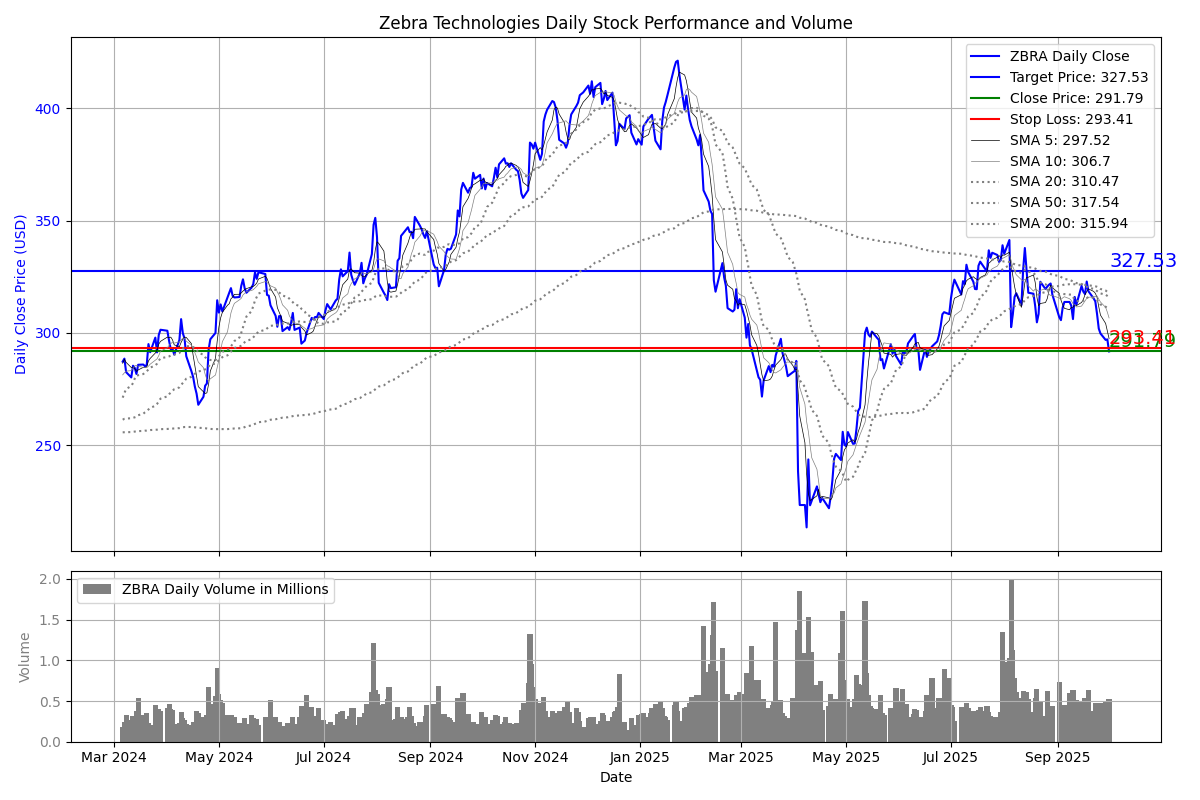 Zebra Technologies Daily Stock Performance and Volume
ZBRA Daily Close
Target Price: 327.53
Close Price: 291.79
Stop Loss: 293.41
SMA 5: 297.52
SMA 10: 306.7
SMA 20: 310.47
SMA 50: 317.54
SMA 200: 315.94
Daily Close Price (USD)
400
350
300
250
327.53
293.41
291.79
ZBRA Daily Volume in Millions
Volume
2.0
1.5
1.0
0.5
0.0
Mar 2024 May 2024 Jul 2024 Sep 2024 Nov 2024 Jan 2025 Mar 2025 May 2025 Jul 2025 Sep 2025
Date